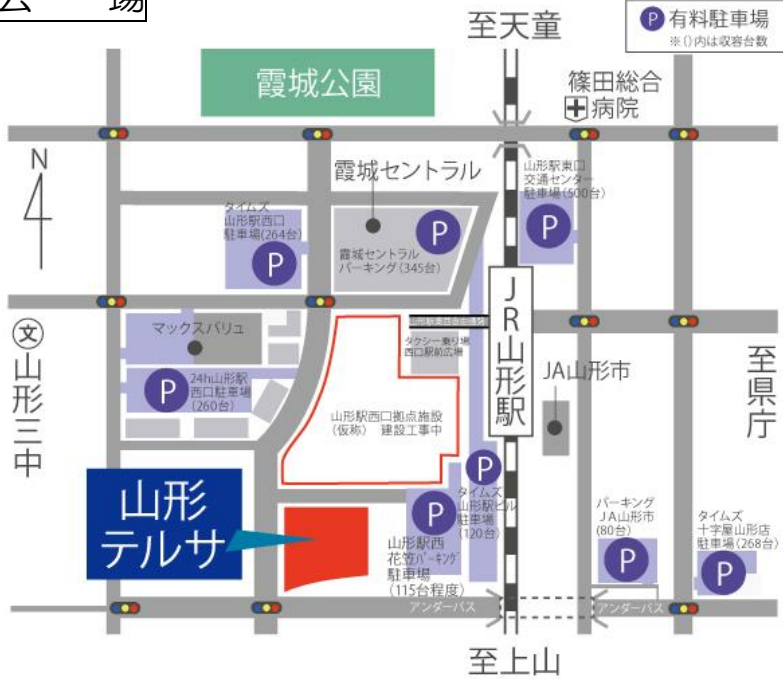 会　場
至天童
P 有料駐車場
※()内は収容台数
霞城公園
篠田総合
病院
N
霞城セントラル
山形駅東口
交通センター
駐車場(500台)
タイムズ
山形駅西口
駐車場(264台)
P
P
P
霞城セントラル
パーキング(345台)
JR山形駅
マックスバリュ
タクシー乗り場
西口駅前広場
文
山形三中
JA山形市
至県庁
P
24h山形駅
西口駐車場
(260台)
山形駅西口拠点施設
(仮称)　建設工事中
山形
テルサ
P
タイムズ
山形駅ビル
駐車場
(120台)
P
山形駅西
花笠パーキング
駐車場
(115台程度)
パーキング
JA山形市
(80台)
P
タイムズ
十字屋山形店
駐車場(268台)
P
アンダーパス
アンダーパス
至上山